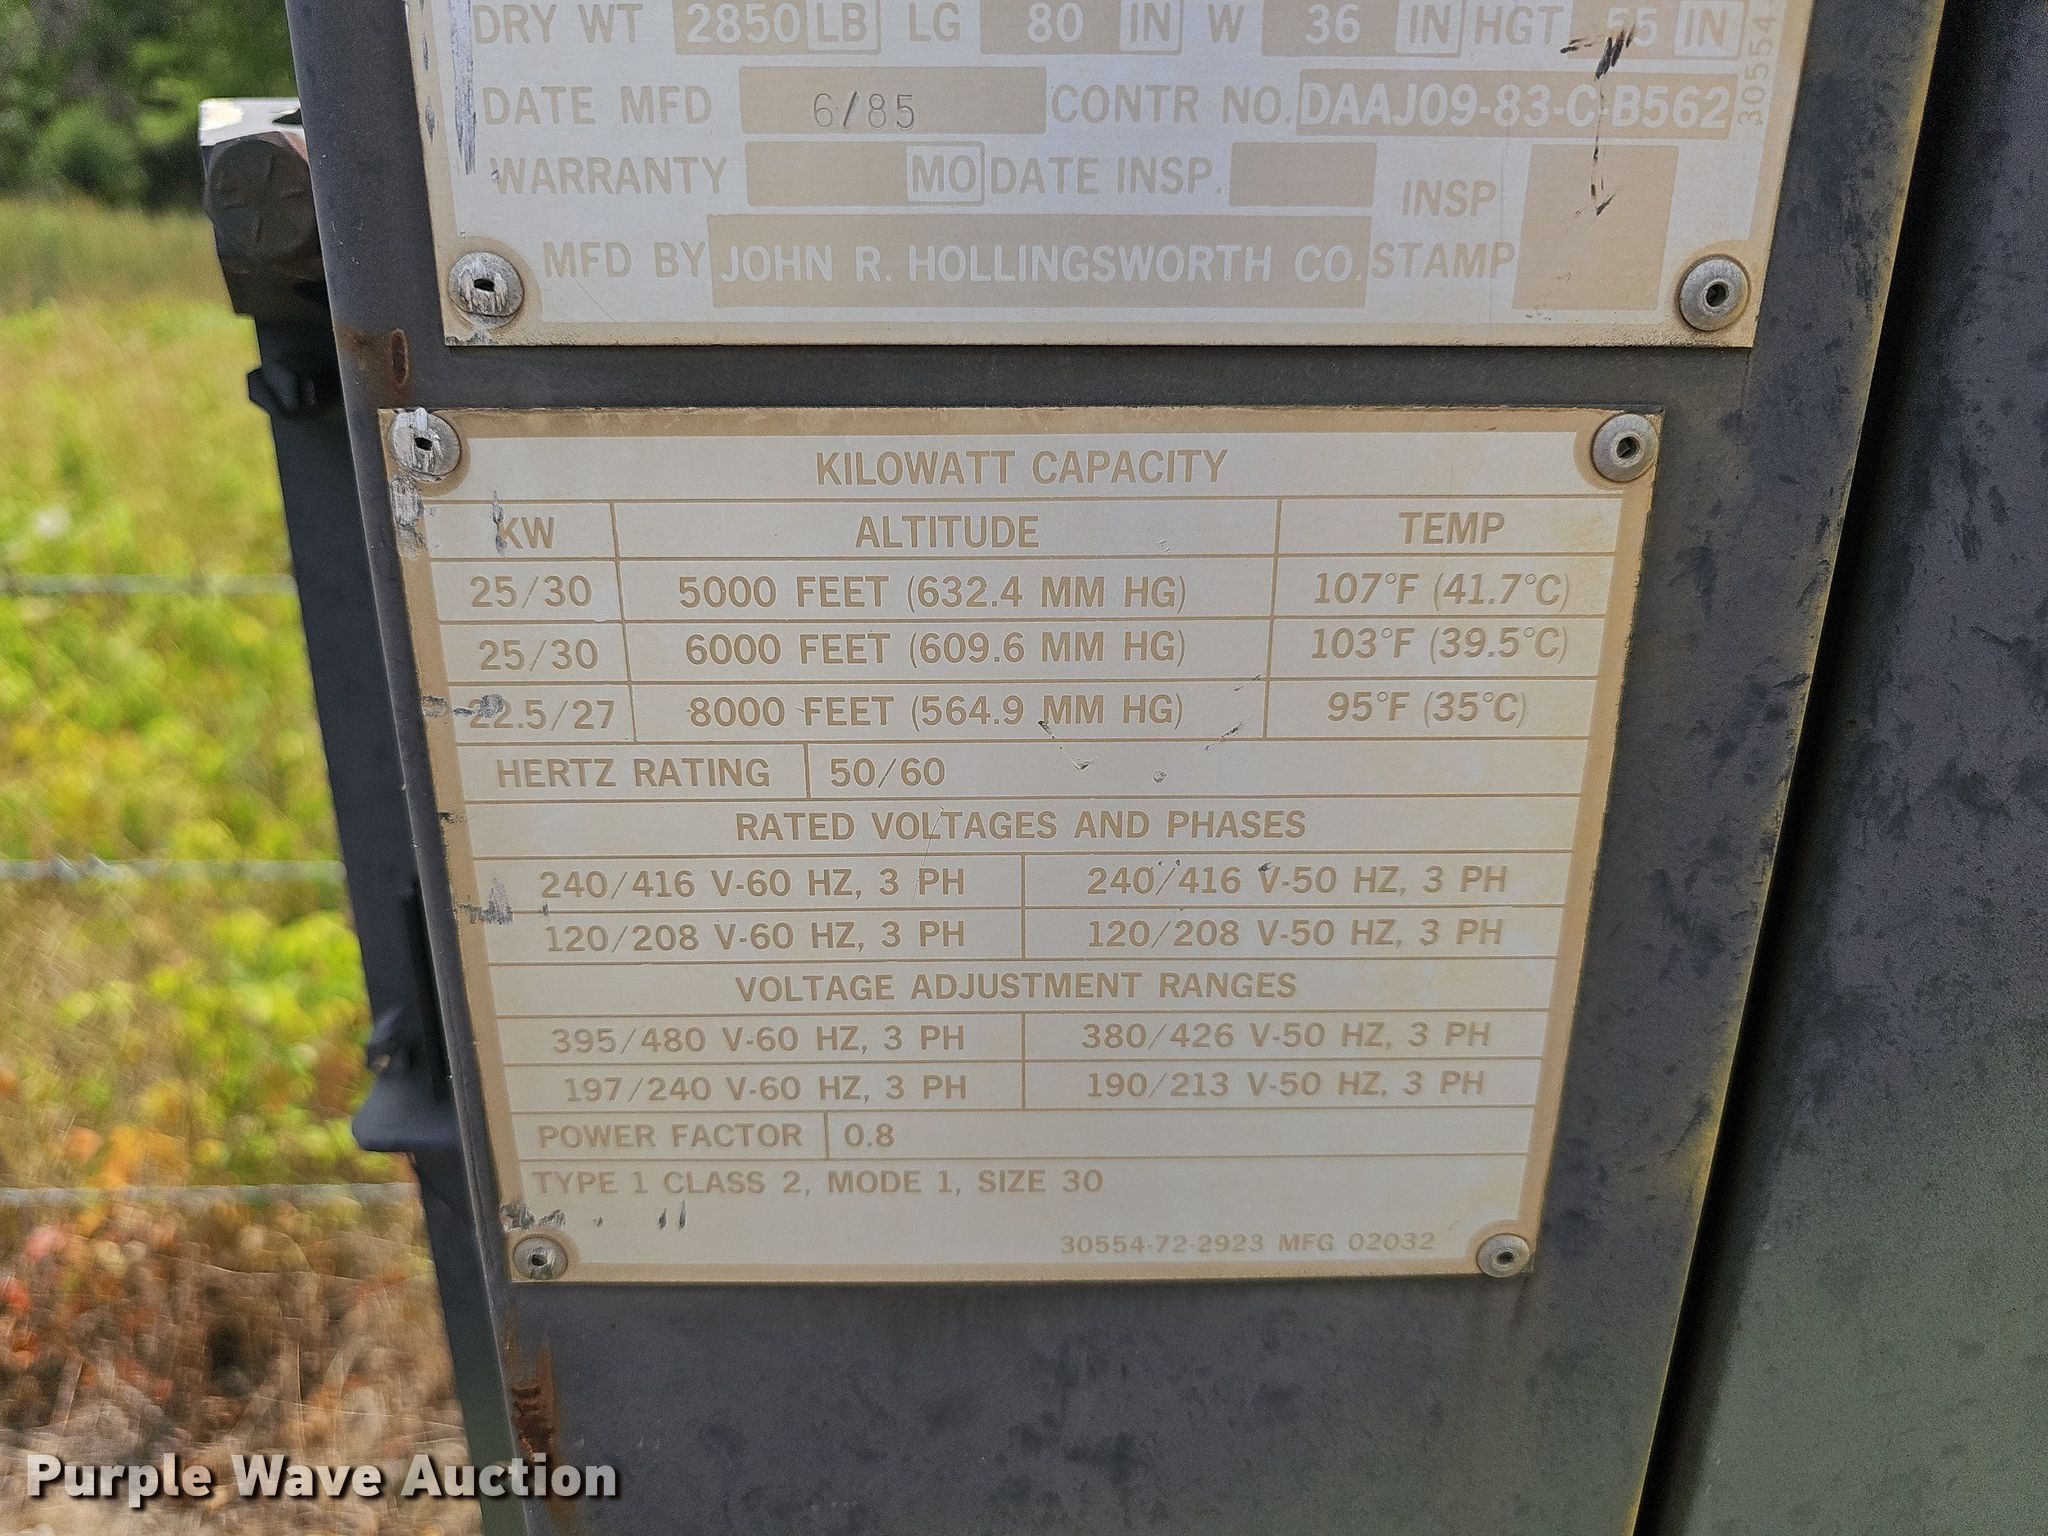 DRY WT 2850 LB LG 80 IN W 36 IN HGT 55 IN
DATE MFD 6/85 CONTR NO. DAAJ09-83-C-B562
WARRANTY MO DATE INSP. INSP
MFD BY JOHN R. HOLLINGSWORTH CO. STAMP
30554-
KILOWATT CAPACITY
KW ALTITUDE TEMP
25/30 5000 FEET (632.4 MM HG) 107°F (41.7°C)
25/30 6000 FEET (609.6 MM HG) 103°F (39.5°C)
22.5/27 8000 FEET (564.9 MM HG) 95°F (35°C)
HERTZ RATING 50/60
RATED VOLTAGES AND PHASES
240/416 V-60 HZ, 3 PH 240/416 V-50 HZ, 3 PH
120/208 V-60 HZ, 3 PH 120/208 V-50 HZ, 3 PH
VOLTAGE ADJUSTMENT RANGES
395/480 V-60 HZ, 3 PH 380/426 V-50 HZ, 3 PH
197/240 V-60 HZ, 3 PH 190/213 V-50 HZ, 3 PH
POWER FACTOR 0.8
TYPE 1 CLASS 2, MODE 1, SIZE 30
30554-72-2923 MFG 02032
Purple Wave Auction